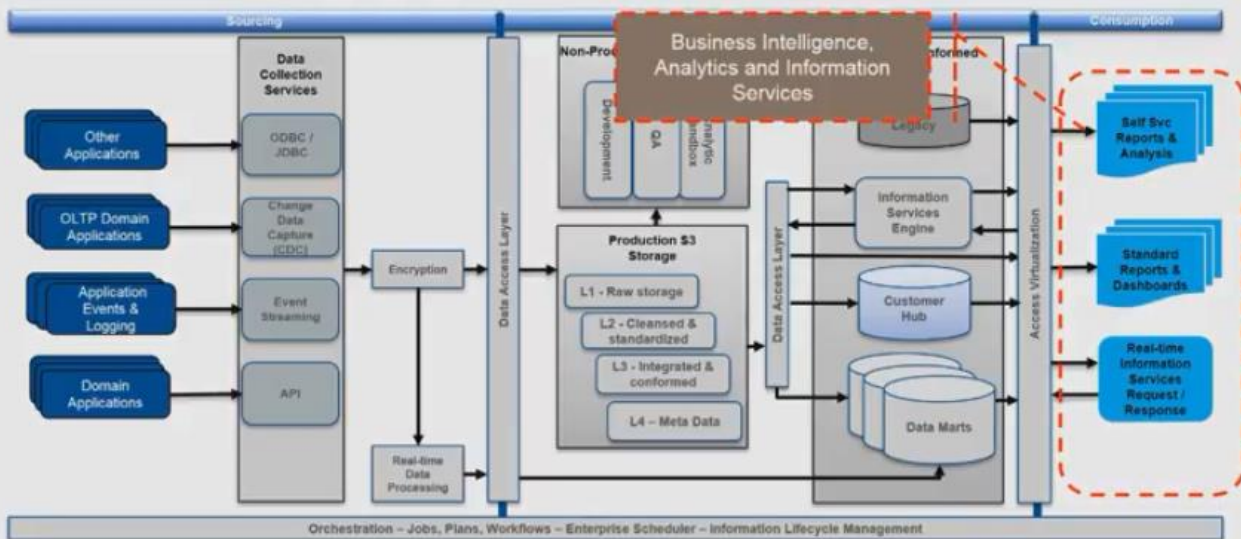 Sourcing
Consumption
Business Intelligence,
Analytics and Information
Services
Data
Collection
Services
Other
Applications
OLTP Domain
Applications
Application
Events &
Logging
Domain
Applications
ODBC /
JDBC
Change
Data
Capture
(CDC)
Event
Streaming
API
Encryption
Real-time
Data
Processing
Data Access Layer
Development
QA
Production S3
Storage
L1 - Raw storage
L2 - Cleansed &
standardized
L3 - Integrated &
conformed
L4 – Meta Data
Data Access Layer
Legacy
Information
Services
Engine
Customer
Hub
Data Marts
Access Virtualization
Self Svc
Reports &
Analysis
Standard
Reports &
Dashboards
Real-time
Information
Services
Request /
Response
Orchestration – Jobs, Plans, Workflows – Enterprise Scheduler – Information Lifecycle Management